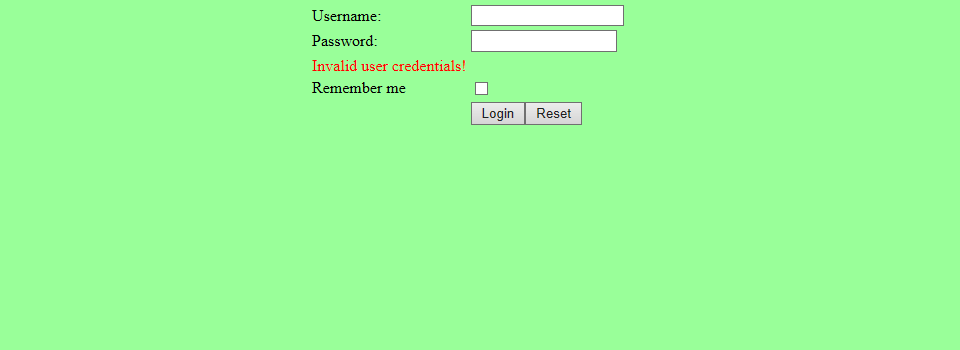 Username:
Password:
Invalid user credentials!
Remember me
Login Reset